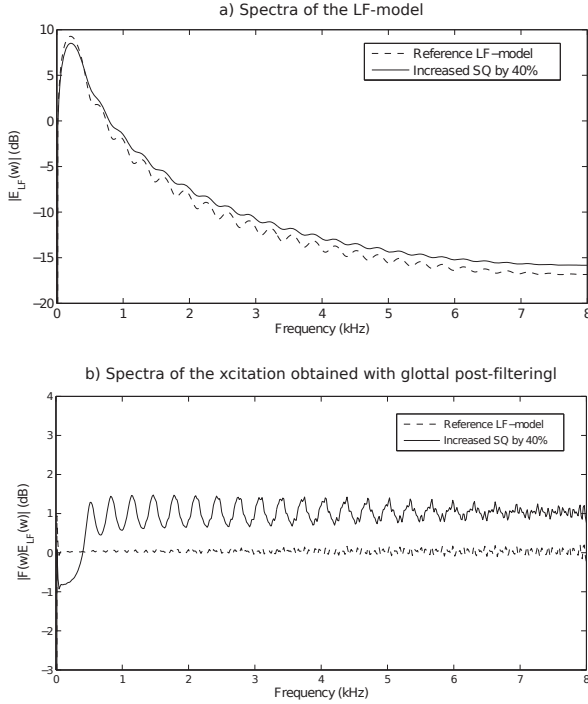 a) Spectra of the LF-model
15
10
5
0
−5
−10
−15
−20
|E_LF(w)| (dB)
Reference LF−model
Increased SQ by 40%
0 1 2 3 4 5 6 7 8
Frequency (kHz)
b) Spectra of the xcitation obtained with glottal post-filteringl
4
3
2
1
0
−1
−2
−3
|F(w)E_LF(w)| (dB)
Reference LF−model
Increased SQ by 40%
0 1 2 3 4 5 6 7 8
Frequency (kHz)